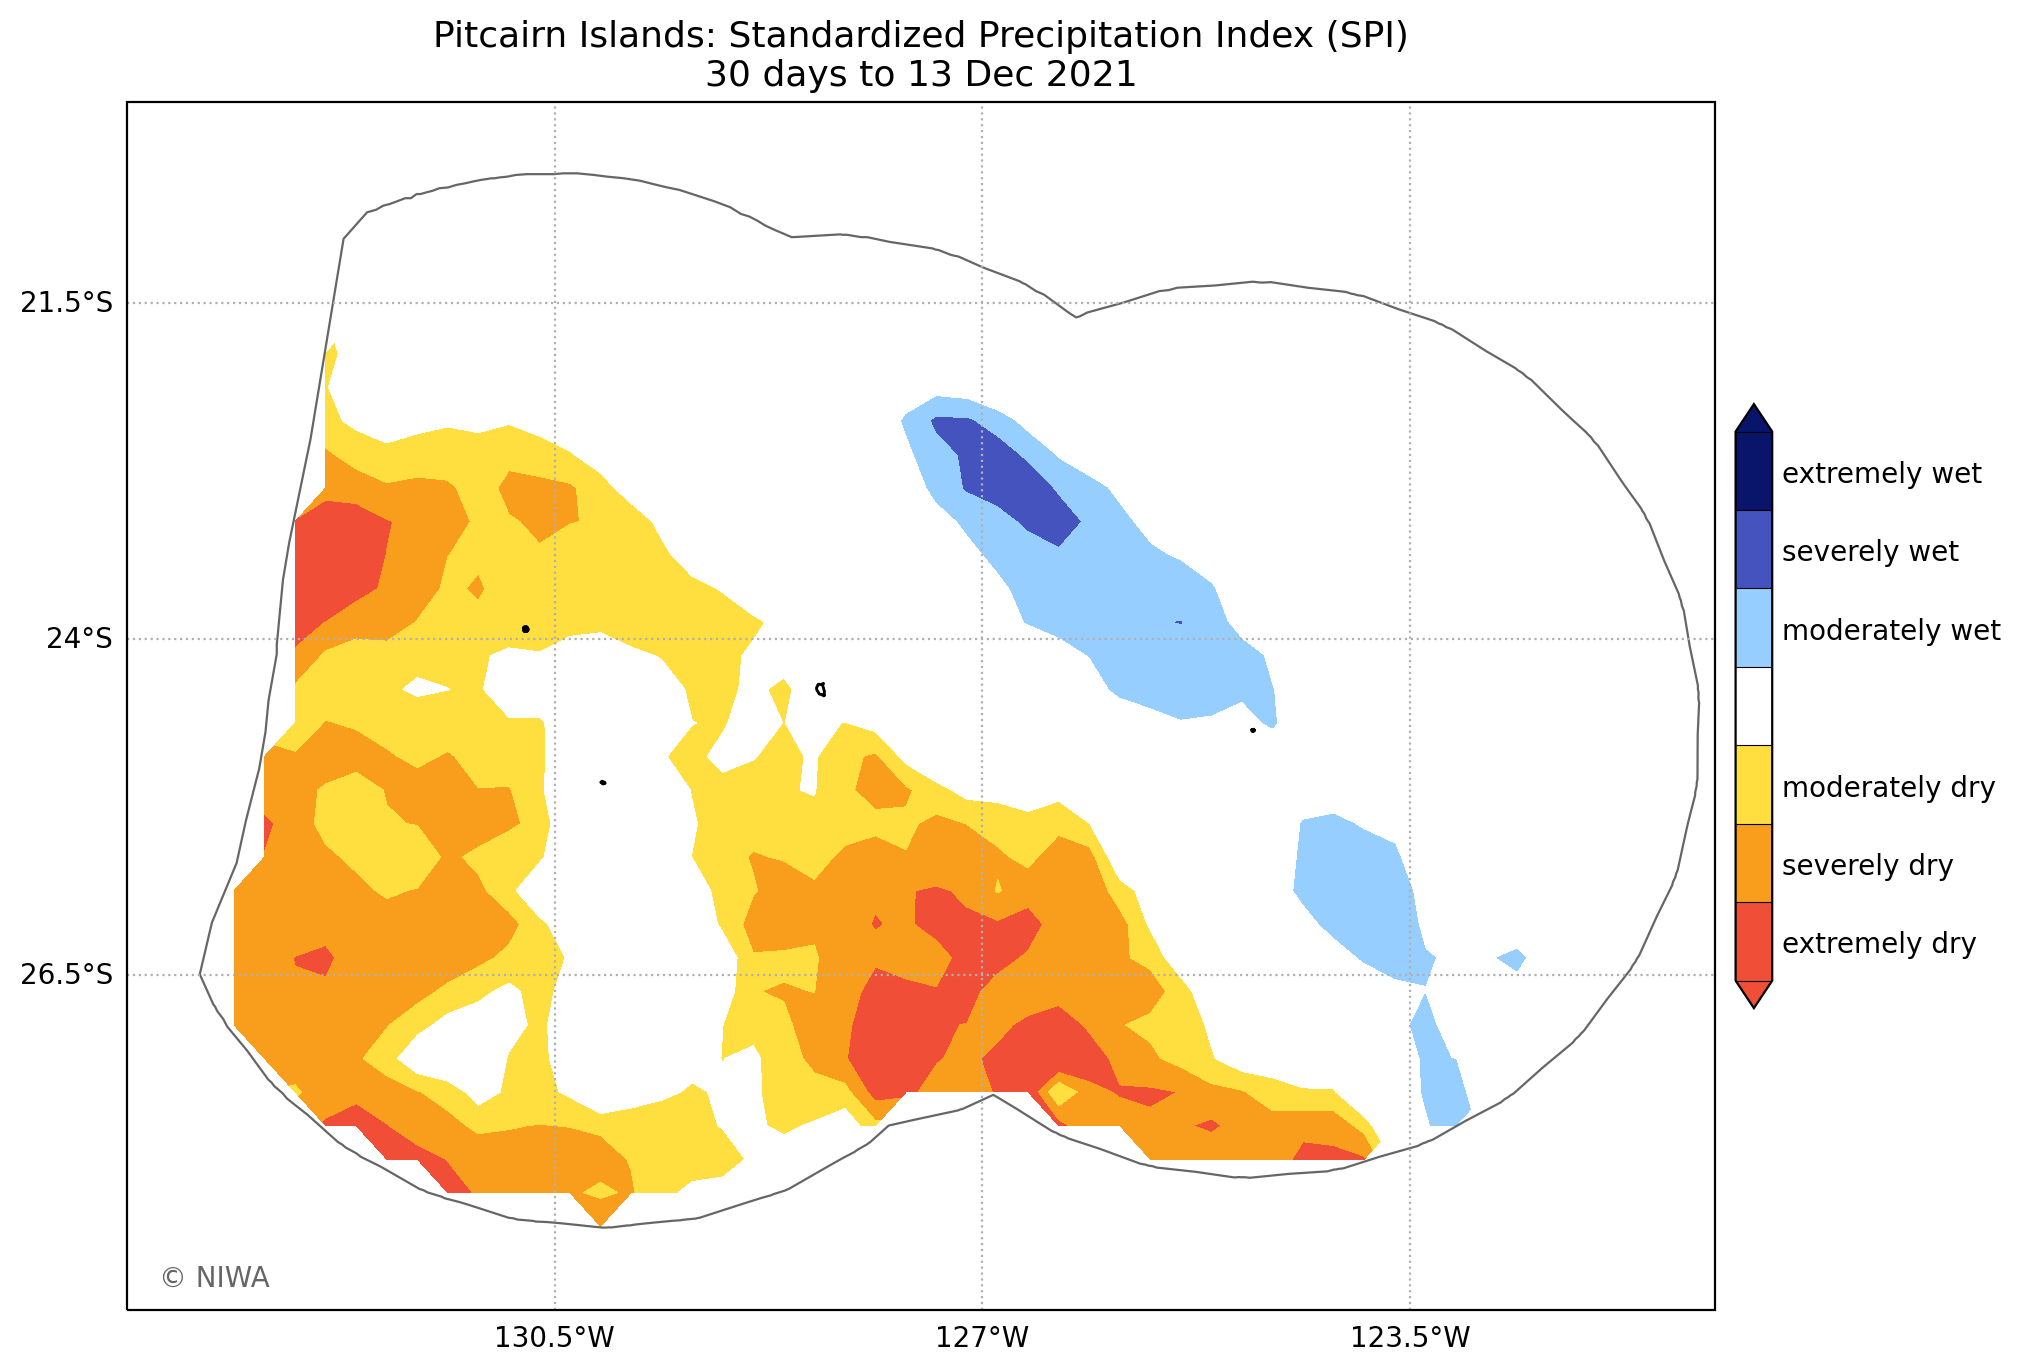 Pitcairn Islands: Standardized Precipitation Index (SPI)
30 days to 13 Dec 2021
21.5°S
24°S
26.5°S
130.5°W
127°W
123.5°W
extremely wet
severely wet
moderately wet
moderately dry
severely dry
extremely dry
© NIWA